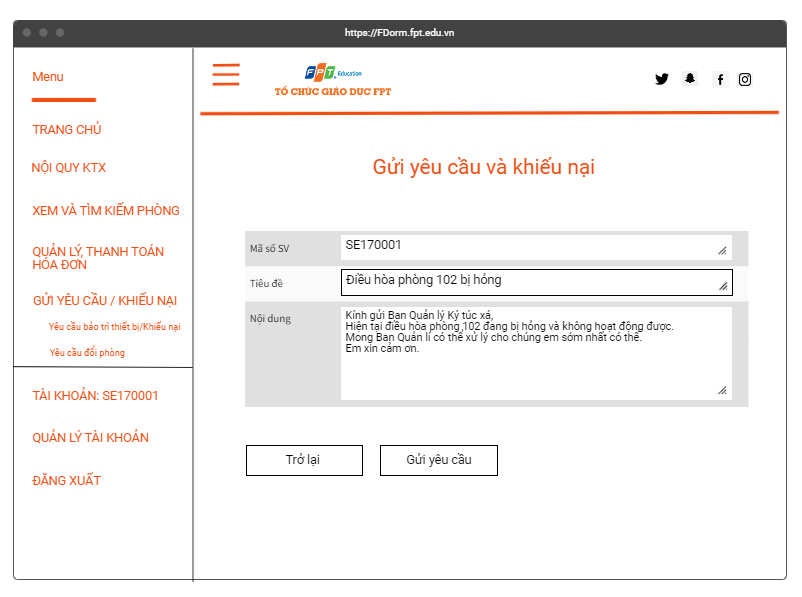 https://FDorm.fpt.edu.vn
Menu
TRANG CHỦ
NỘI QUY KTX
XEM VÀ TÌM KIẾM PHÒNG
QUẢN LÝ, THANH TOÁN
HÓA ĐƠN
GỬI YÊU CẦU / KHIẾU NẠI
Yêu cầu bảo trì thiết bị/Khiếu nại
Yêu cầu đổi phòng
TÀI KHOẢN: SE170001
QUẢN LÝ TÀI KHOẢN
ĐĂNG XUẤT
FPT. Education
TỔ CHỨC GIÁO DỤC FPT
Gửi yêu cầu và khiếu nại
Mã số SV
SE170001
Tiêu đề
Điều hòa phòng 102 bị hỏng
Nội dung
Kính gửi Ban Quản lý Ký túc xá,
Hiện tại điều hòa phòng 102 đang bị hỏng và không hoạt động được.
Mong Ban Quản lí có thể xử lý cho chúng em sớm nhất có thể.
Em xin cảm ơn.
Trở lại
Gửi yêu cầu